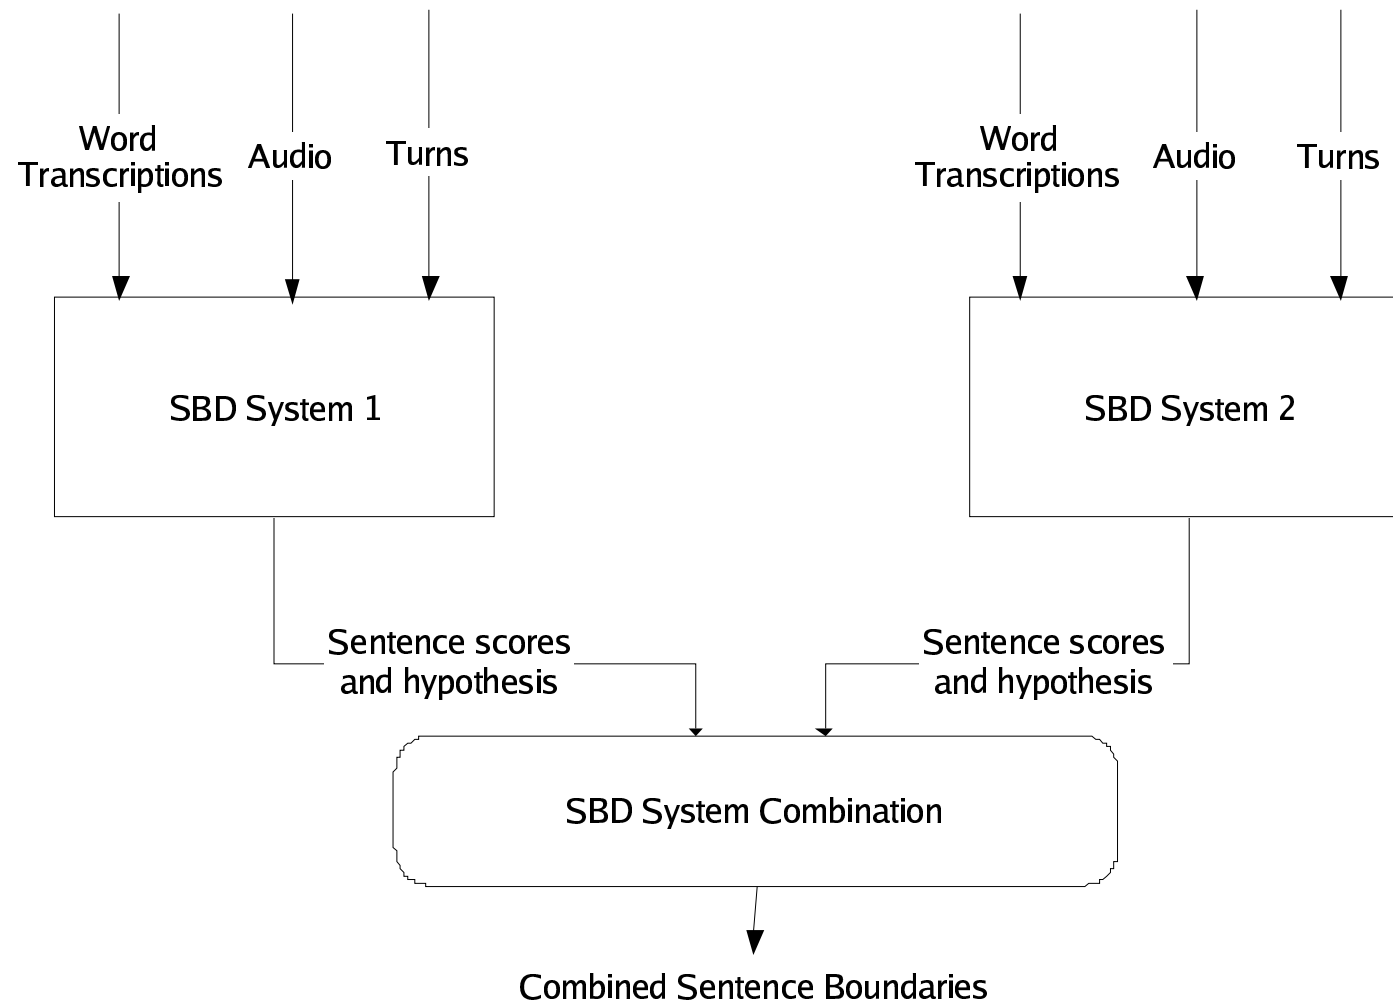 Word
Transcriptions
Audio
Turns
Word
Transcriptions
Audio
Turns
SBD System 1
SBD System 2
Sentence scores
and hypothesis
Sentence scores
and hypothesis
SBD System Combination
Combined Sentence Boundaries